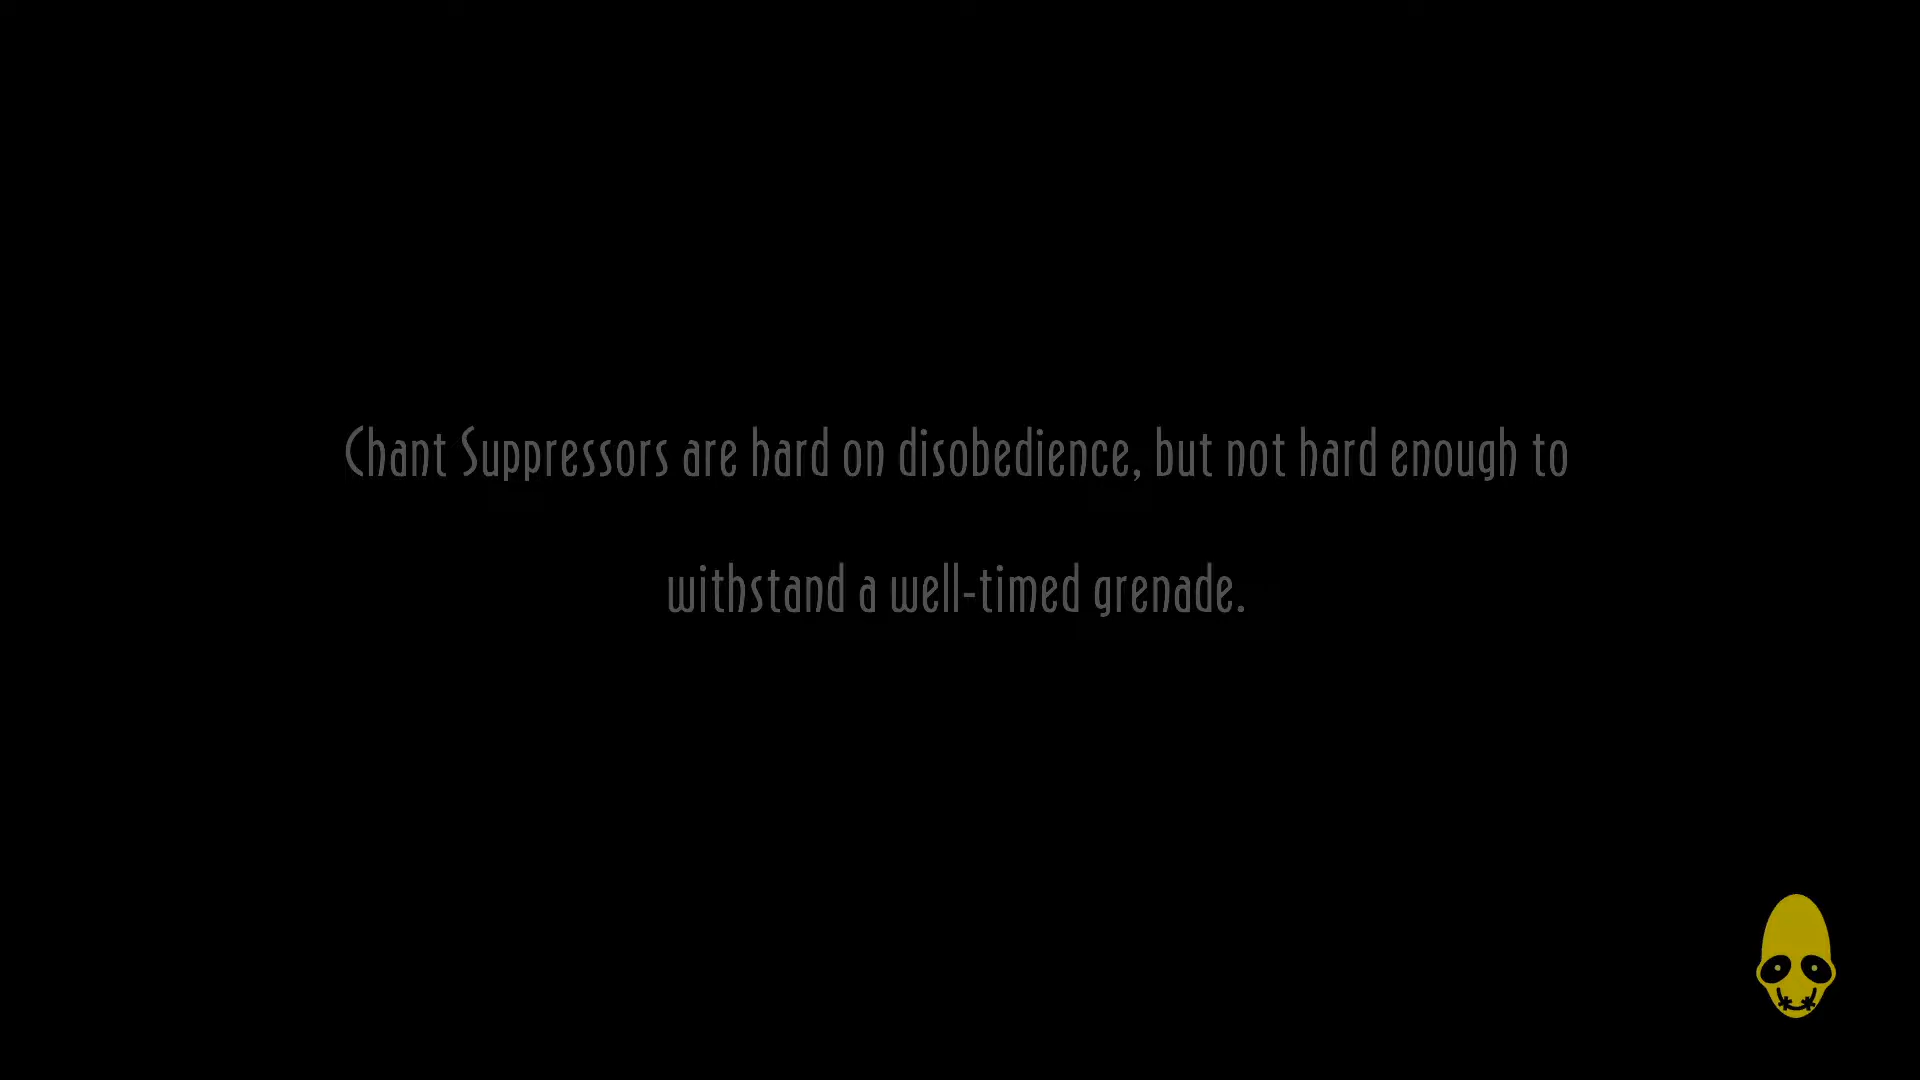 Chant Suppressors are hard on disobedience, but not hard enough to
withstand a well-timed grenade.